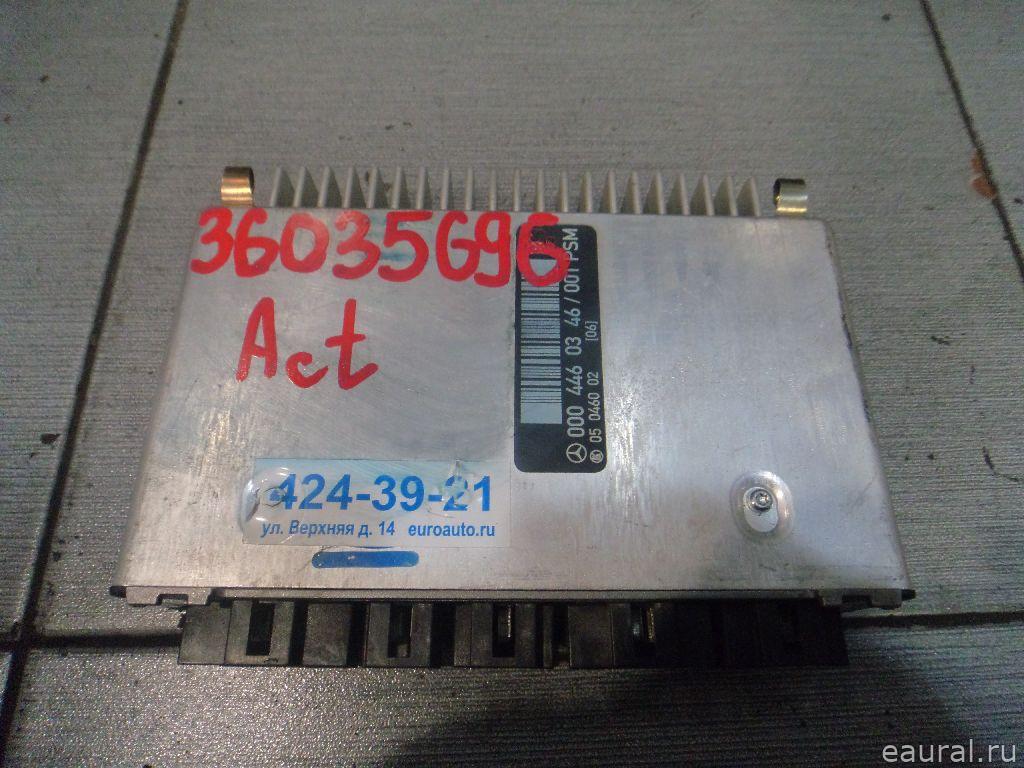 36035696
Act
000 446 03 46/001 PSM
05 0460 02 [06]
424-39-21
ул. Верхняя д. 14 euroauto.ru
eaural.ru